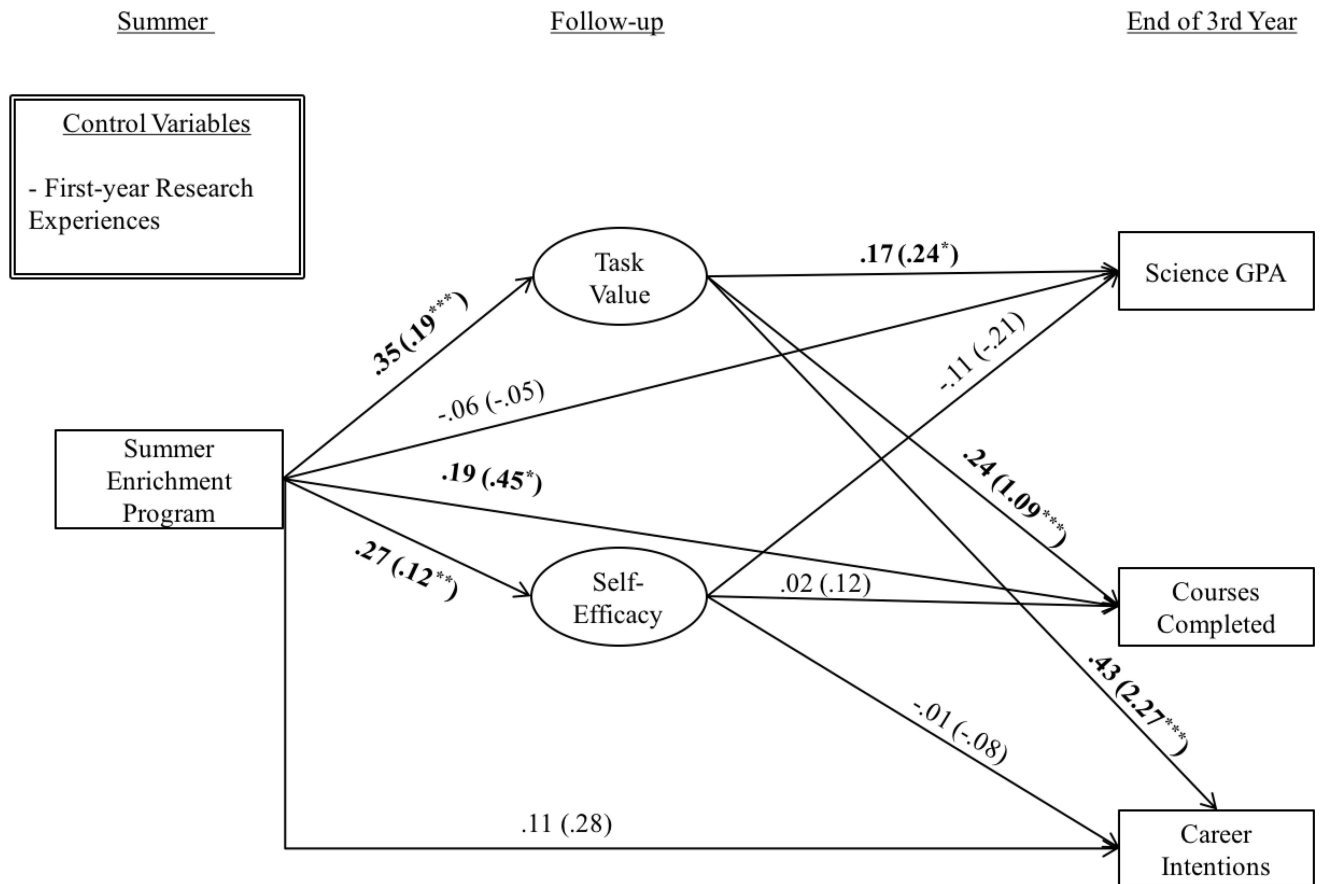 Summer
Follow-up
End of 3rd Year
Control Variables
- First-year Research
Experiences
Task
Value
.17 (.24*)
Science GPA
.35 (.19***)
-.06 (-.05)
-.11 (-.21)
Summer
Enrichment
Program
.19 (.45*)
.24 (1.09***)
.27 (.12**)
Self-
Efficacy
.02 (.12)
Courses
Completed
.43 (2.27***)
-.01 (-.08)
.11 (.28)
Career
Intentions